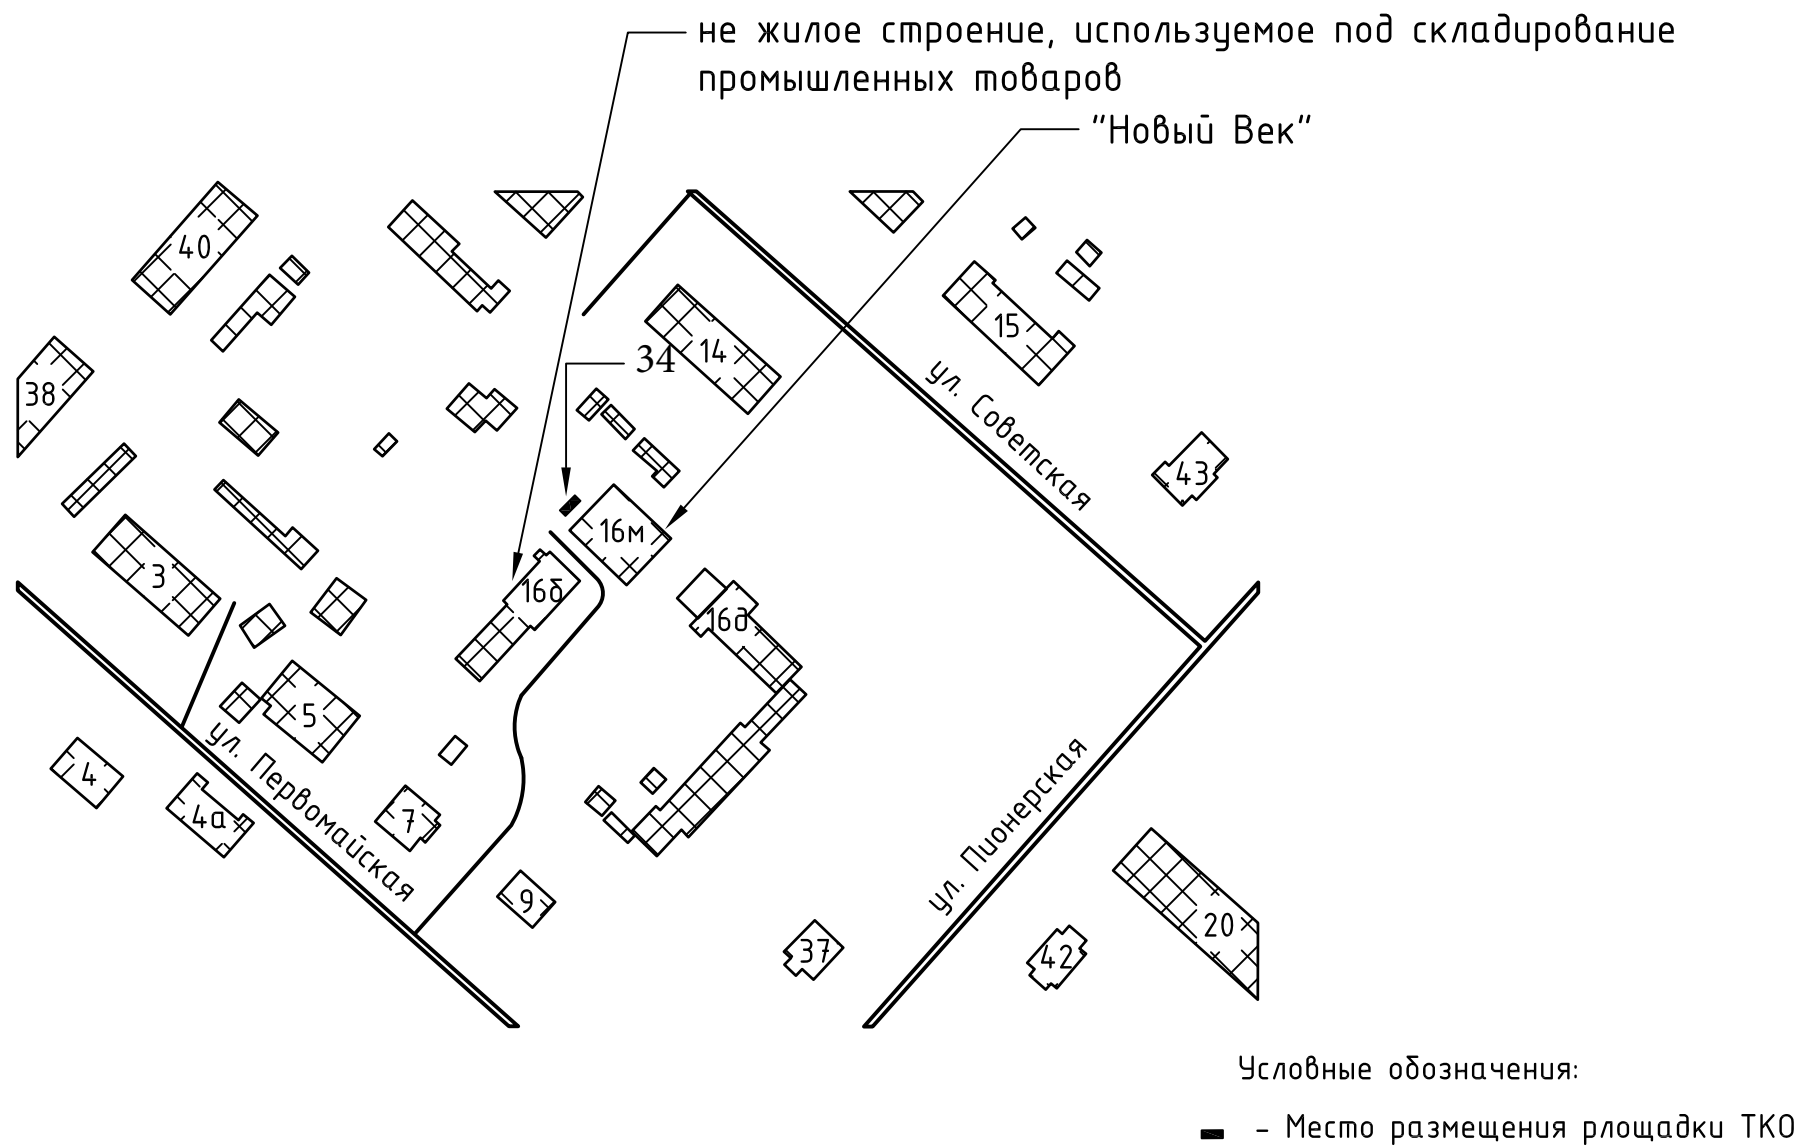 не жилое строение, используемое под складирование
промышленных товаров
"Новый Век"
40
15
14
34
38
ул. Советская
43
16м
3
16б
16д
5
ул. Первомайская
4
4а
7
ул. Пионерская
9
20
37
42
Условные обозначения:
- Место размещения рлощадки ТКО